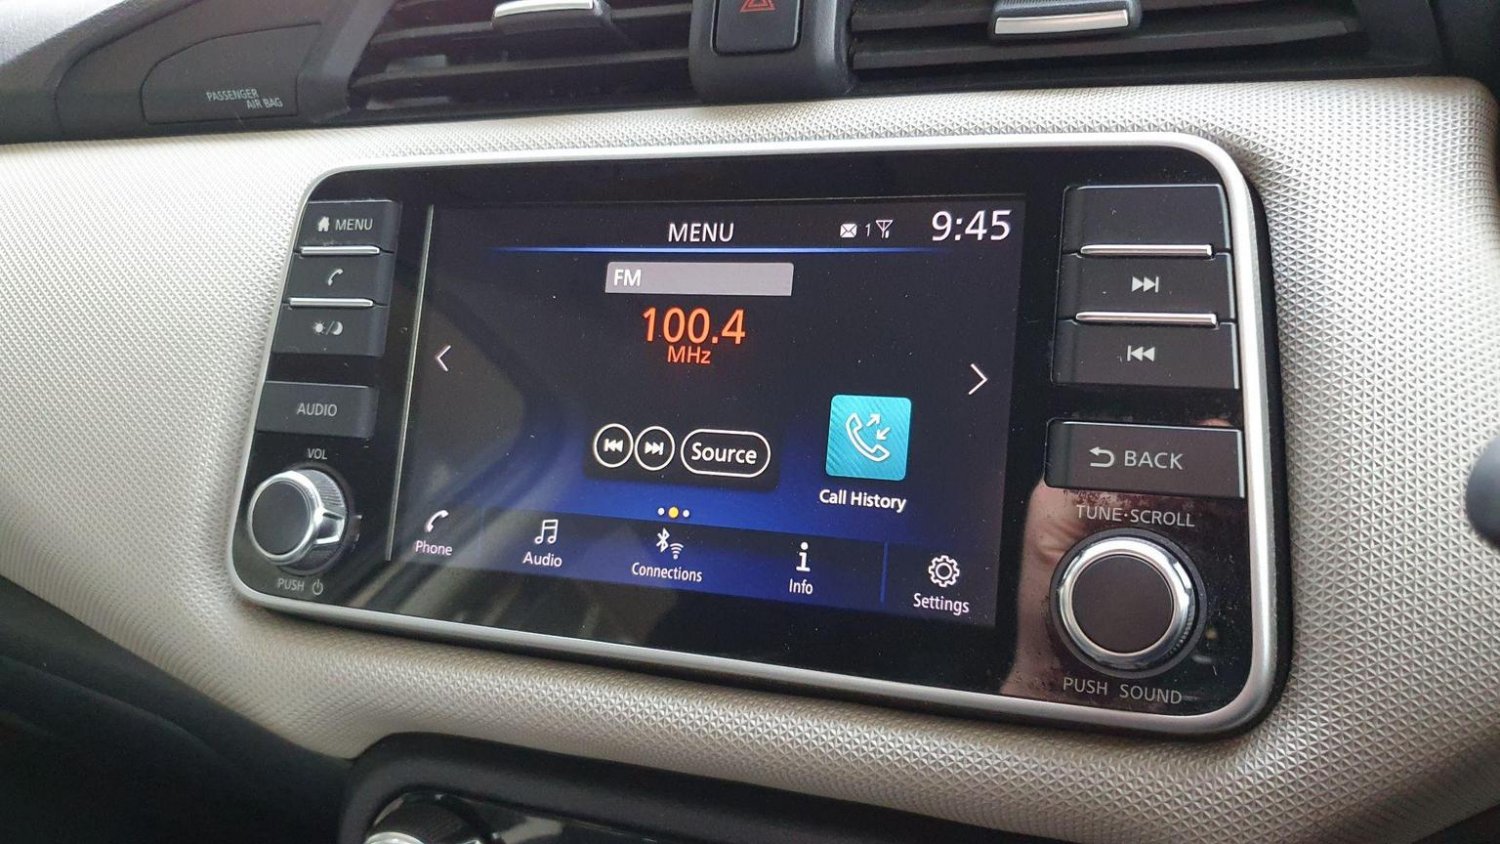 PASSENGER
AIR BAG
MENU
AUDIO
VOL
PUSH
MENU
1
9:45
FM
100.4
MHz
Source
Call History
Phone
Audio
Connections
Info
Settings
BACK
TUNE·SCROLL
PUSH SOUND